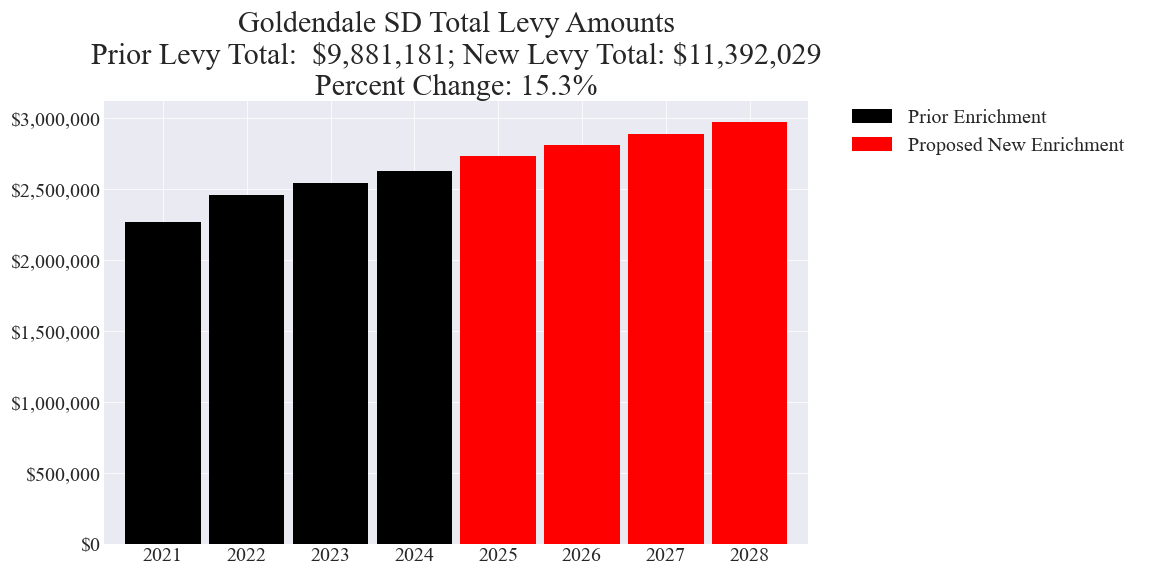 Goldendale SD Total Levy Amounts
Prior Levy Total:  $9,881,181; New Levy Total: $11,392,029
Percent Change: 15.3%
Prior Enrichment
Proposed New Enrichment
$3,000,000
$2,500,000
$2,000,000
$1,500,000
$1,000,000
$500,000
$0
2021 2022 2023 2024 2025 2026 2027 2028